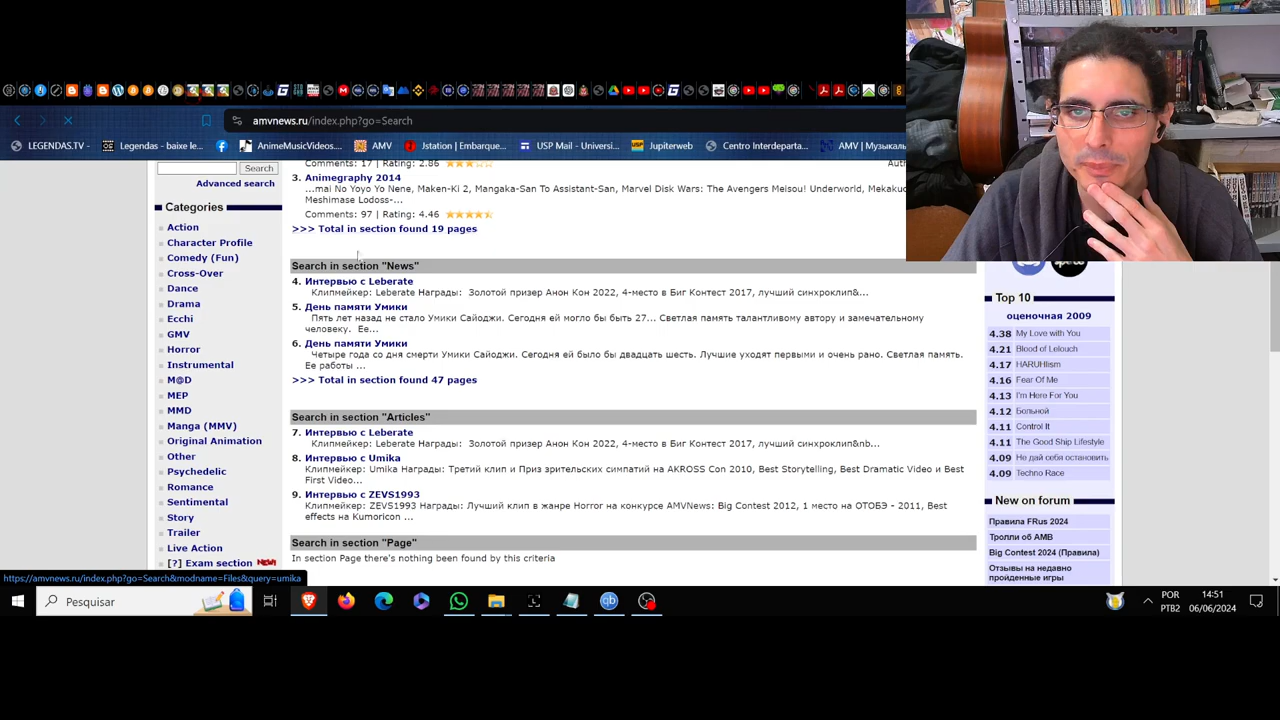 amvnews.ru/index.php?go=Search
LEGENDAS.TV -
Legendas - baixe le...
AnimeMusicVideos...
AMV
Jstation | Embarque...
USP Mail - Universi...
Jupiterweb
Centro Interdeparta...
AMV | Музыкаль
Search
Advanced search
Categories
Action
Character Profile
Comedy (Fun)
Cross-Over
Dance
Drama
Ecchi
GMV
Horror
Instrumental
M@D
MEP
MMD
Manga (MMV)
Original Animation
Other
Psychedelic
Romance
Sentimental
Story
Trailer
Live Action
[?] Exam section NEW!
Comments: 17 | Rating: 2.86
3. Animegraphy 2014
...mai No Yoyo Yo Nene, Maken-Ki 2, Mangaka-San To Assistant-San, Marvel Disk Wars: The Avengers Meisou! Underworld,
Meshimase Lodoss-...
Comments: 97 | Rating: 4.46
>>> Total in section found 19 pages
Search in section "News"
4. Интервью с Leberate
Клипмейкер: Leberate Награды: Золотой призер Анон Кон 2022, 4-место в Биг Контест 2017, лучший синхроклип&...
5. День памяти Умики
Пять лет назад не стало Умики Сайоджи. Сегодня ей могло бы быть 27... Светлая память талантливому автору и замечательному
человеку. Ее...
6. День памяти Умики
Четыре года со дня смерти Умики Сайоджи. Сегодня ей было бы двадцать шесть. Лучшие уходят первыми и очень рано. Светлая память.
Ее работы ...
>>> Total in section found 47 pages
Search in section "Articles"
7. Интервью с Leberate
Клипмейкер: Leberate Награды: Золотой призер Анон Кон 2022, 4-место в Биг Контест 2017, лучший синхроклип&nb...
8. Интервью с Umika
Клипмейкер: Umika Награды: Третий клип и Приз зрительских симпатий на AKROSS Con 2010, Best Storytelling, Best Dramatic Video и Best
First Video...
9. Интервью с ZEVS1993
Клипмейкер: ZEVS1993 Награды: Лучший клип в жанре Horror на конкурсе AMVNews: Big Contest 2012, 1 место на ОТОБЭ - 2011, Best
effects на Kumoricon ...
Search in section "Page"
In section Page there's nothing been found by this criteria
Top 10
оценочная 2009
4.38 My Love with You
4.21 Blood of Lelouch
4.17 HARUHIism
4.16 Fear Of Me
4.13 I'm Here For You
4.12 Больной
4.11 Control It
4.11 The Good Ship Lifestyle
4.09 Не дай себя остановить
4.09 Techno Race
New on forum
Правила FRus 2024
Тролли об АМВ
Big Contest 2024 (Правила)
Отзывы на недавно
пройденные игры
https://amvnews.ru/index.php?go=Search&modname=Files&query=umika
Pesquisar
POR
PTB2
14:51
06/06/2024